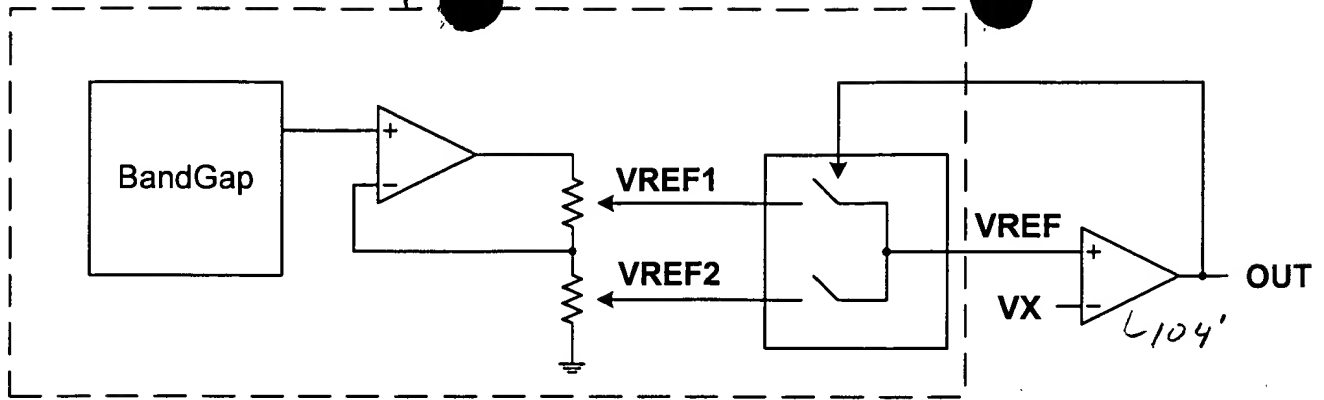 BandGap
+
−
VREF1
VREF2
VREF
+
VX
−
OUT
104'